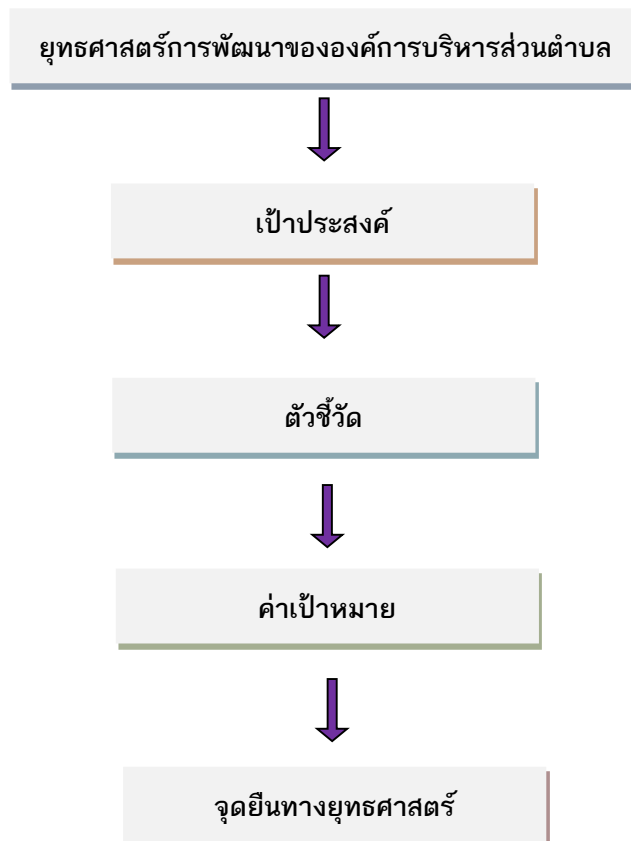 ยุทธศาสตร์การพัฒนาขององค์การบริหารส่วนตำบล
เป้าประสงค์
ตัวชี้วัด
ค่าเป้าหมาย
จุดยืนทางยุทธศาสตร์